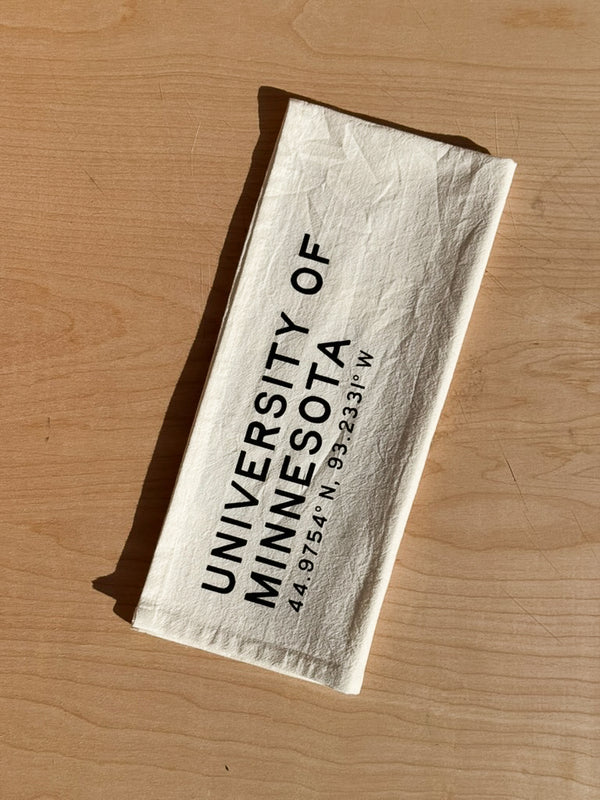 UNIVERSITY OF
MINNESOTA
44.9754° N, 93.2331° W